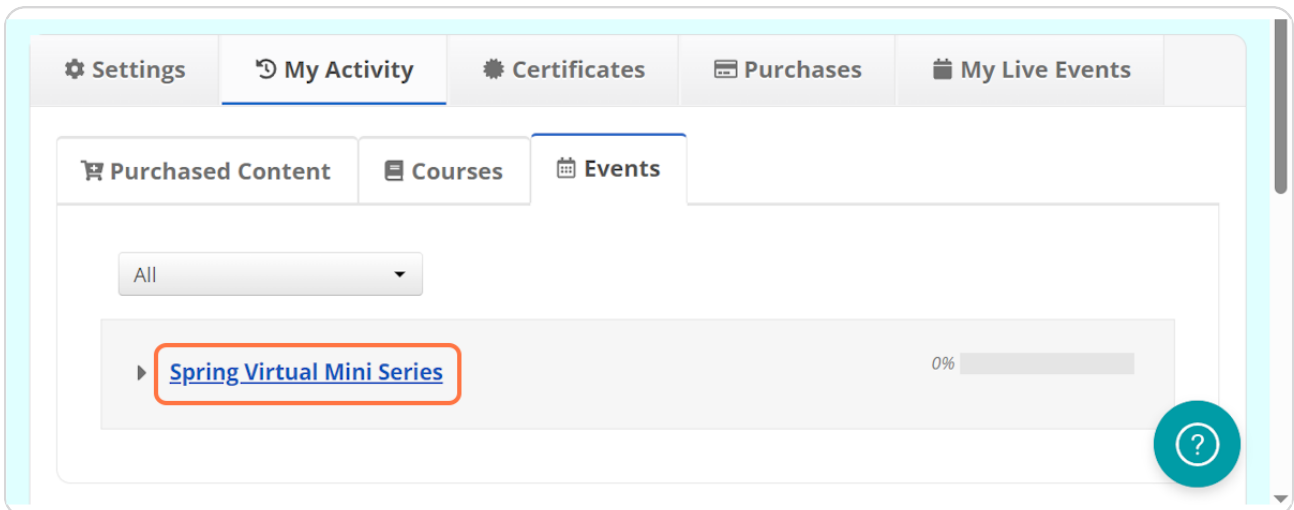 Settings My Activity Certificates Purchases My Live Events
Purchased Content Courses Events
All
Spring Virtual Mini Series 0%
?